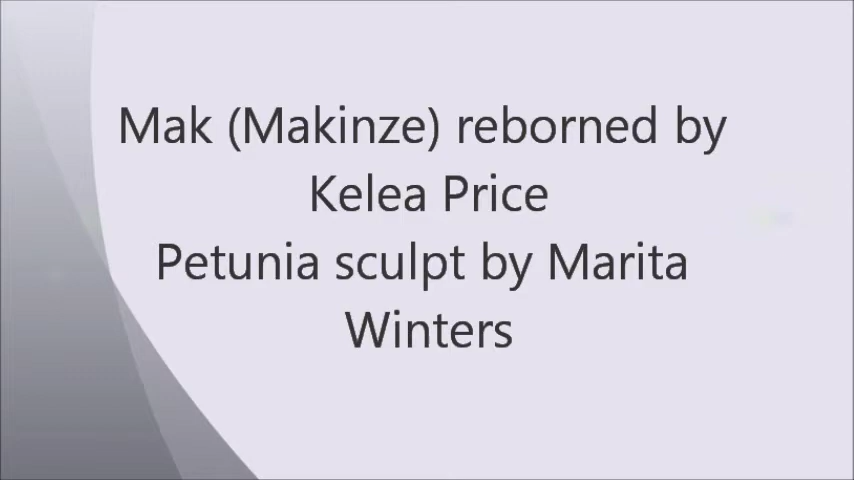 Mak (Makinze) reborned by
Kelea Price
Petunia sculpt by Marita
Winters